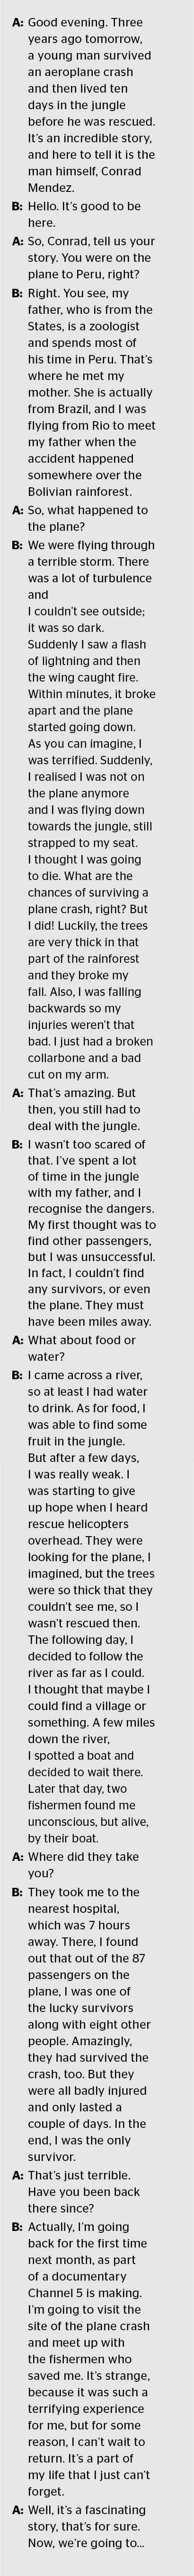 A: Good evening. Three
years ago tomorrow,
a young man survived
an aeroplane crash
and then lived ten
days in the jungle
before he was rescued.
It's an incredible story,
and here to tell it is the
man himself, Conrad
Mendez.
B: Hello. It's good to be
here.
A: So, Conrad, tell us your
story. You were on the
plane to Peru, right?
B: Right. You see, my
father, who is from the
States, is a zoologist
and spends most of
his time in Peru. That's
where he met my
mother. She is actually
from Brazil, and I was
flying from Rio to meet
my father when the
accident happened
somewhere over the
Bolivian rainforest.
A: So, what happened to
the plane?
B: We were flying through
a terrible storm. There
was a lot of turbulence
and
I couldn't see outside;
it was so dark.
Suddenly I saw a flash
of lightning and then
the wing caught fire.
Within minutes, it broke
apart and the plane
started going down.
As you can imagine, I
was terrified. Suddenly,
I realised I was not on
the plane anymore
and I was flying down
towards the jungle, still
strapped to my seat.
I thought I was going
to die. What are the
chances of surviving a
plane crash, right? But
I did! Luckily, the trees
are very thick in that
part of the rainforest
and they broke my
fall. Also, I was falling
backwards so my
injuries weren't that
bad. I just had a broken
collarbone and a bad
cut on my arm.
A: That's amazing. But
then, you still had to
deal with the jungle.
B: I wasn't too scared of
that. I've spent a lot
of time in the jungle
with my father, and I
recognise the dangers.
My first thought was to
find other passengers,
but I was unsuccessful.
In fact, I couldn't find
any survivors, or even
the plane. They must
have been miles away.
A: What about food or
water?
B: I came across a river,
so at least I had water
to drink. As for food, I
was able to find some
fruit in the jungle.
But after a few days,
I was really weak. I
was starting to give
up hope when I heard
rescue helicopters
overhead. They were
looking for the plane, I
imagined, but the trees
were so thick that they
couldn't see me, so I
wasn't rescued then.
The following day, I
decided to follow the
river as far as I could.
I thought that maybe I
could find a village or
something. A few miles
down the river,
I spotted a boat and
decided to wait there.
Later that day, two
fishermen found me
unconscious, but alive,
by their boat.
A: Where did they take
you?
B: They took me to the
nearest hospital,
which was 7 hours
away. There, I found
out that out of the 87
passengers on the
plane, I was one of
the lucky survivors
along with eight other
people. Amazingly,
they had survived the
crash, too. But they
were all badly injured
and only lasted a
couple of days. In the
end, I was the only
survivor.
A: That's just terrible.
Have you been back
there since?
B: Actually, I'm going
back for the first time
next month, as part
of a documentary
Channel 5 is making.
I'm going to visit the
site of the plane crash
and meet up with
the fishermen who
saved me. It's strange,
because it was such a
terrifying experience
for me, but for some
reason, I can't wait to
return. It's a part of
my life that I just can't
forget.
A: Well, it's a fascinating
story, that's for sure.
Now, we're going to...